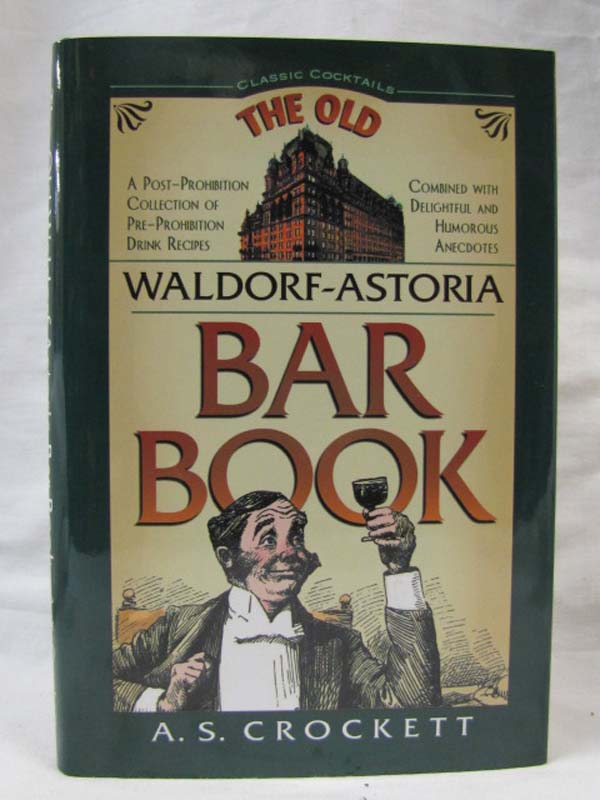 Classic Cocktails
THE OLD
A Post-Prohibition
Collection of
Pre-Prohibition
Drink Recipes
Combined with
Delightful and
Humorous
Anecdotes
WALDORF-ASTORIA
BAR
BOOK
A. S. CROCKETT